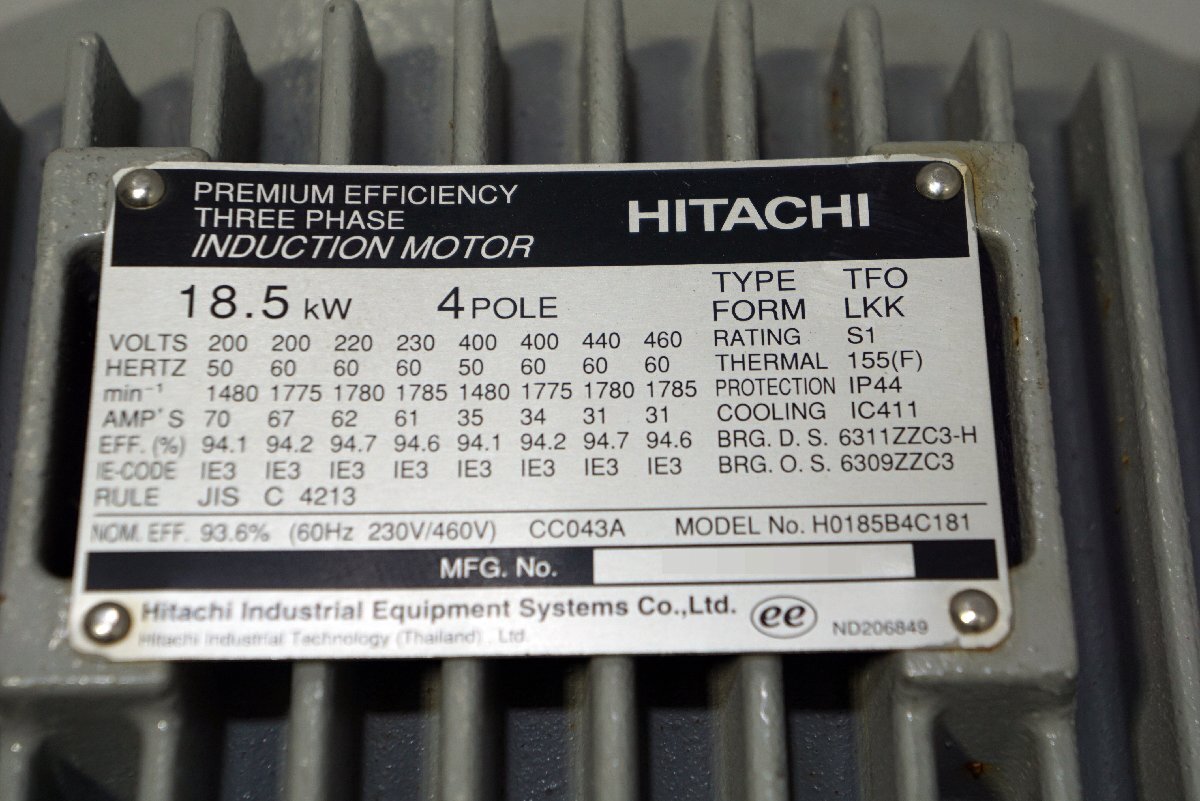 PREMIUM EFFICIENCY
THREE PHASE
INDUCTION MOTOR
HITACHI
18.5 kW 4 POLE
VOLTS 200 200 220 230 400 400 440 460
HERTZ 50 60 60 60 50 60 60 60
min⁻¹ 1480 1775 1780 1785 1480 1775 1780 1785
AMP'S 70 67 62 61 35 34 31 31
EFF. (%) 94.1 94.2 94.7 94.6 94.1 94.2 94.7 94.6
IE-CODE IE3 IE3 IE3 IE3 IE3 IE3 IE3 IE3
RULE JIS C 4213
TYPE TFO
FORM LKK
RATING S1
THERMAL 155(F)
PROTECTION IP44
COOLING IC411
BRG. D. S. 6311ZZC3-H
BRG. O. S. 6309ZZC3
NOM. EFF. 93.6% (60Hz 230V/460V) CC043A MODEL No. H0185B4C181
MFG. No.
Hitachi Industrial Equipment Systems Co.,Ltd.
Hitachi Industrial Technology (Thailand) , Ltd.
ee
ND206849